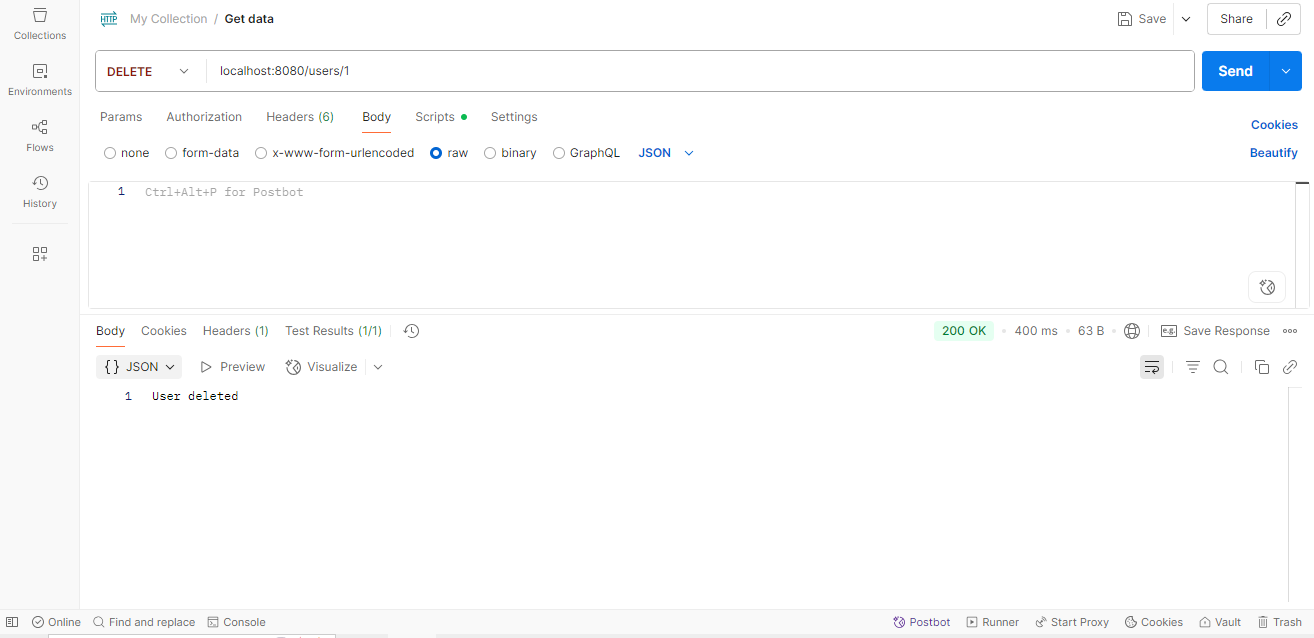 Collections
Environments
Flows
History
HTTP My Collection / Get data
Save
Share
DELETE localhost:8080/users/1
Send
Params Authorization Headers (6) Body Scripts Settings
Cookies
none form-data x-www-form-urlencoded raw binary GraphQL JSON
Beautify
1 Ctrl+Alt+P for Postbot
Body Cookies Headers (1) Test Results (1/1)
200 OK 400 ms 63 B e.g. Save Response
{} JSON Preview Visualize
1 User deleted
Online Find and replace Console
Postbot Runner Start Proxy Cookies Vault Trash